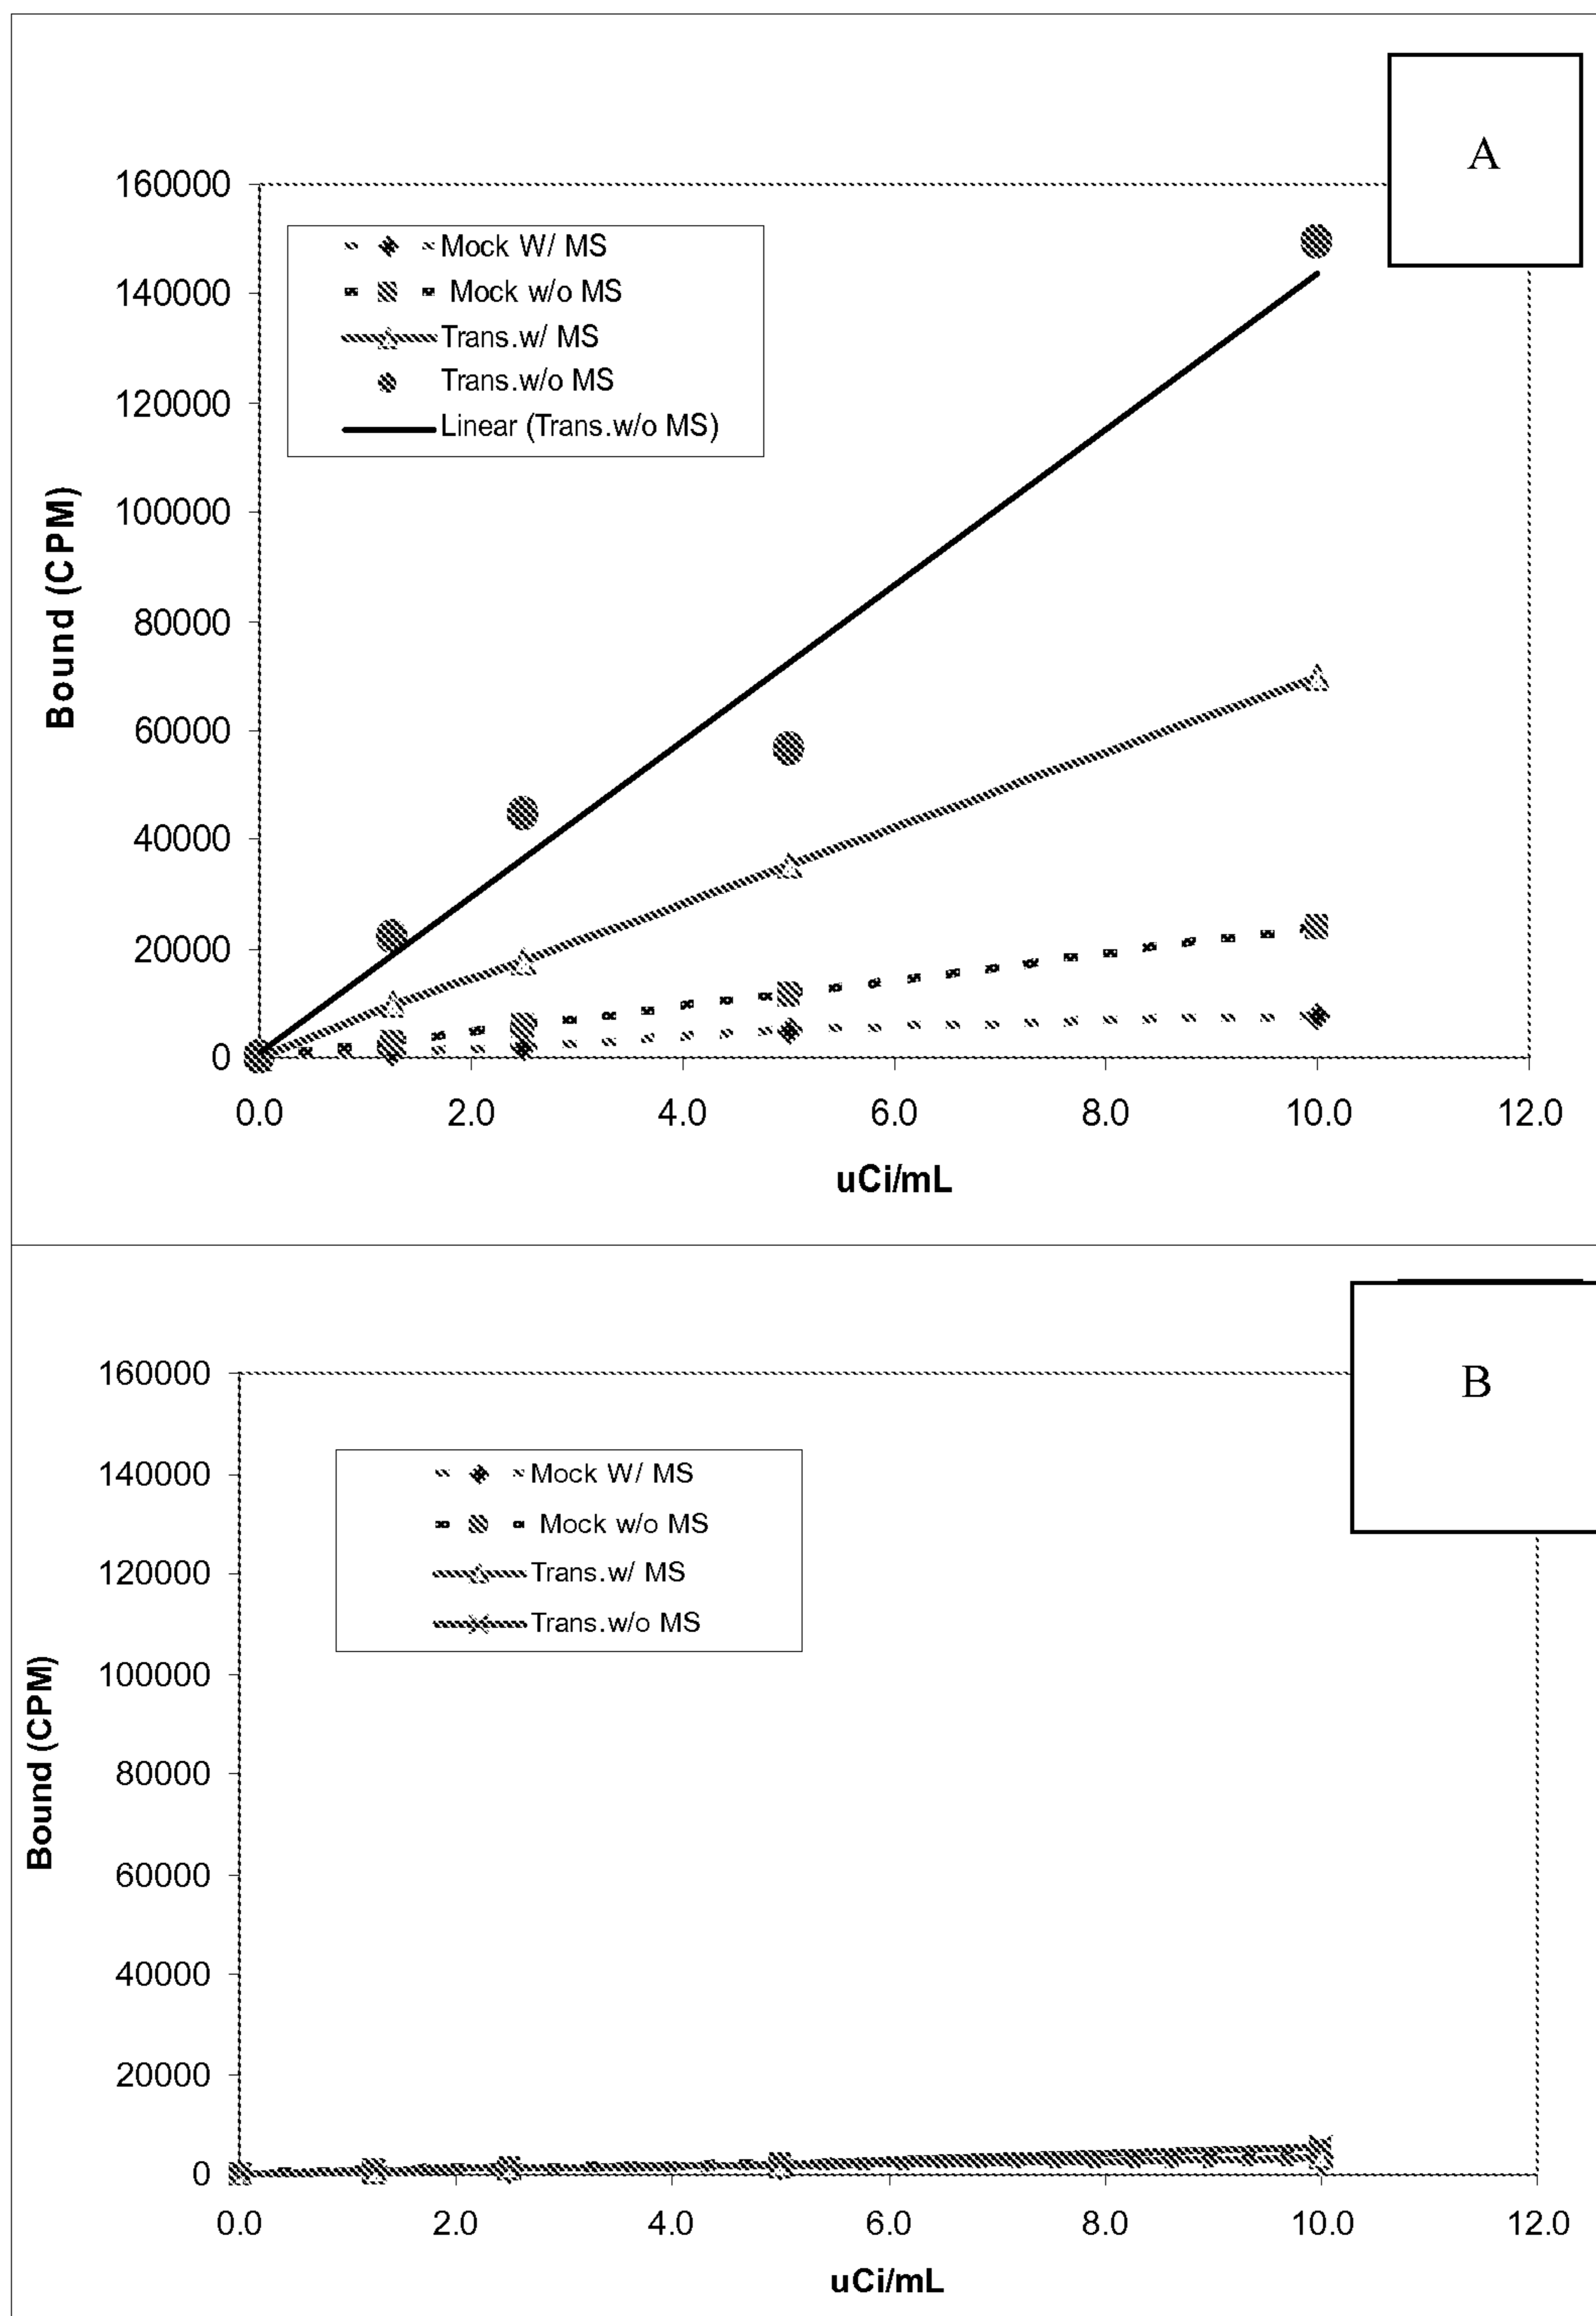 A
160000
140000
120000
100000
80000
60000
40000
20000
0
Bound (CPM)
Mock W/ MS
Mock w/o MS
Trans.w/ MS
Trans.w/o MS
Linear (Trans.w/o MS)
0.0 2.0 4.0 6.0 8.0 10.0 12.0
uCi/mL
B
160000
140000
120000
100000
80000
60000
40000
20000
0
Bound (CPM)
Mock W/ MS
Mock w/o MS
Trans.w/ MS
Trans.w/o MS
0.0 2.0 4.0 6.0 8.0 10.0 12.0
uCi/mL